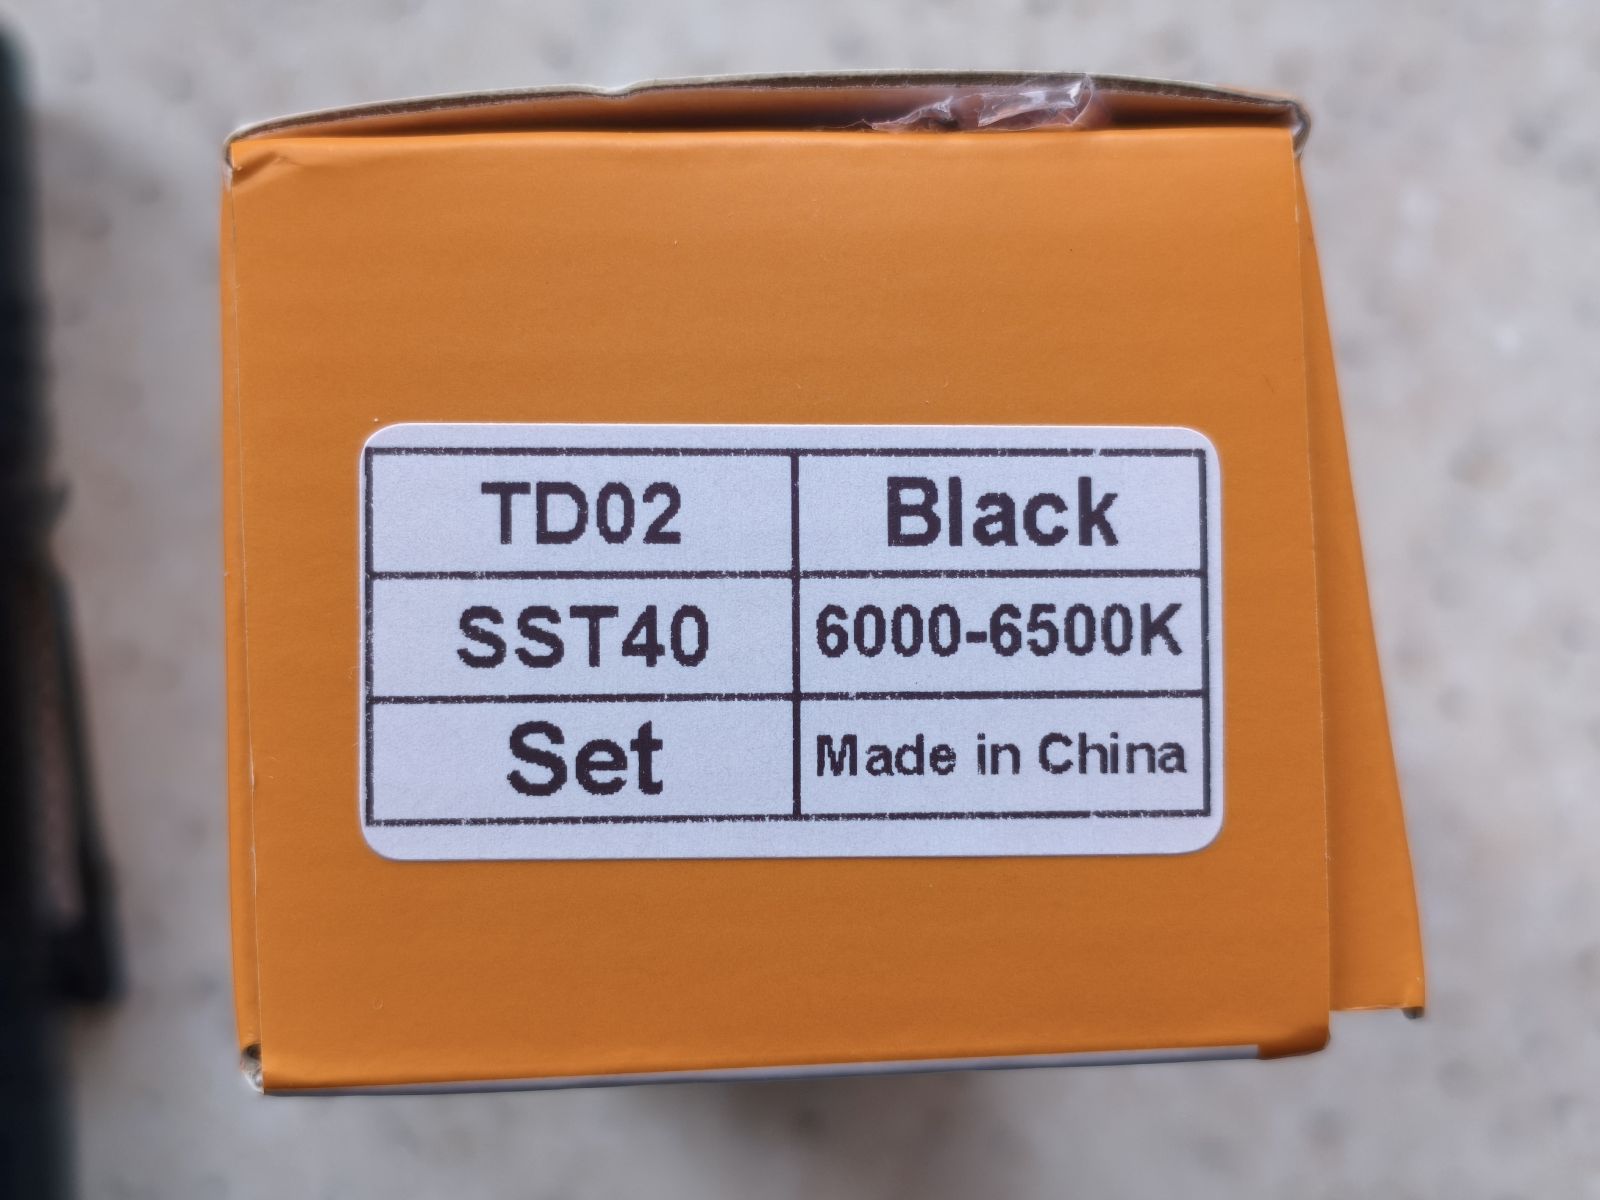 TD02 Black
SST40 6000-6500K
Set Made in China